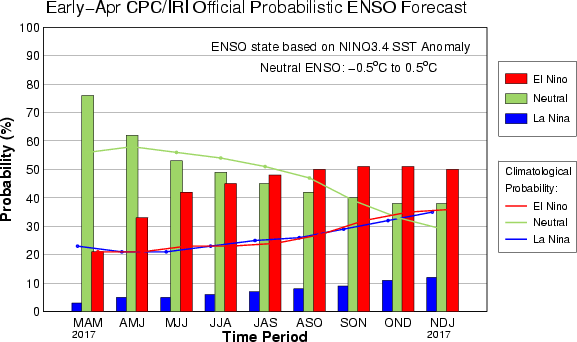 Early-Apr CPC/IRI Official Probabilistic ENSO Forecast
ENSO state based on NINO3.4 SST Anomaly
Neutral ENSO: -0.5°C to 0.5°C
Probability (%)
100
90
80
70
60
50
40
30
20
10
0
MAM AMJ MJJ JJA JAS ASO SON OND NDJ
2017 2017
Time Period
El Nino
Neutral
La Nina
Climatological
Probability:
El Nino
Neutral
La Nina